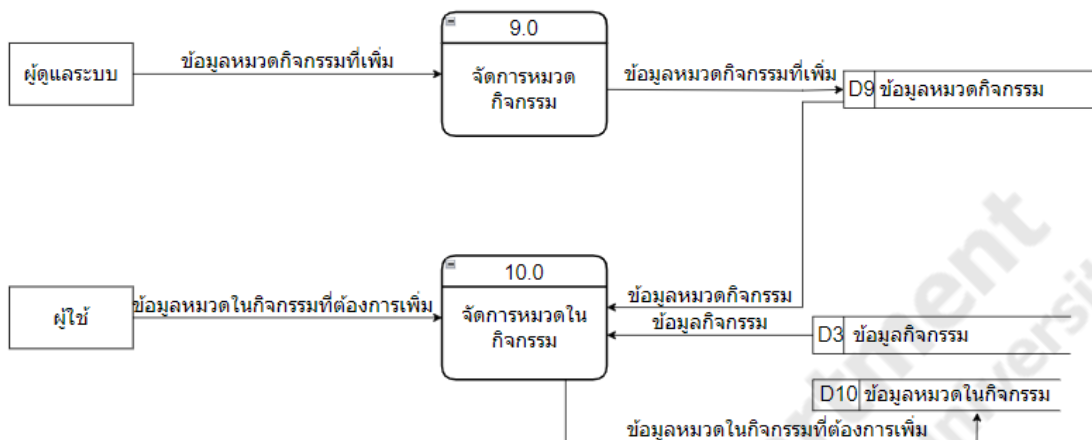 9.0
ผู้ดูแลระบบ
ข้อมูลหมวดกิจกรรมที่เพิ่ม
จัดการหมวด
กิจกรรม
ข้อมูลหมวดกิจกรรมที่เพิ่ม
D9 ข้อมูลหมวดกิจกรรม
10.0
ผู้ใช้
ข้อมูลหมวดในกิจกรรมที่ต้องการเพิ่ม
จัดการหมวดใน
กิจกรรม
ข้อมูลหมวดกิจกรรม
ข้อมูลกิจกรรม
D3 ข้อมูลกิจกรรม
D10 ข้อมูลหมวดในกิจกรรม
ข้อมูลหมวดในกิจกรรมที่ต้องการเพิ่ม